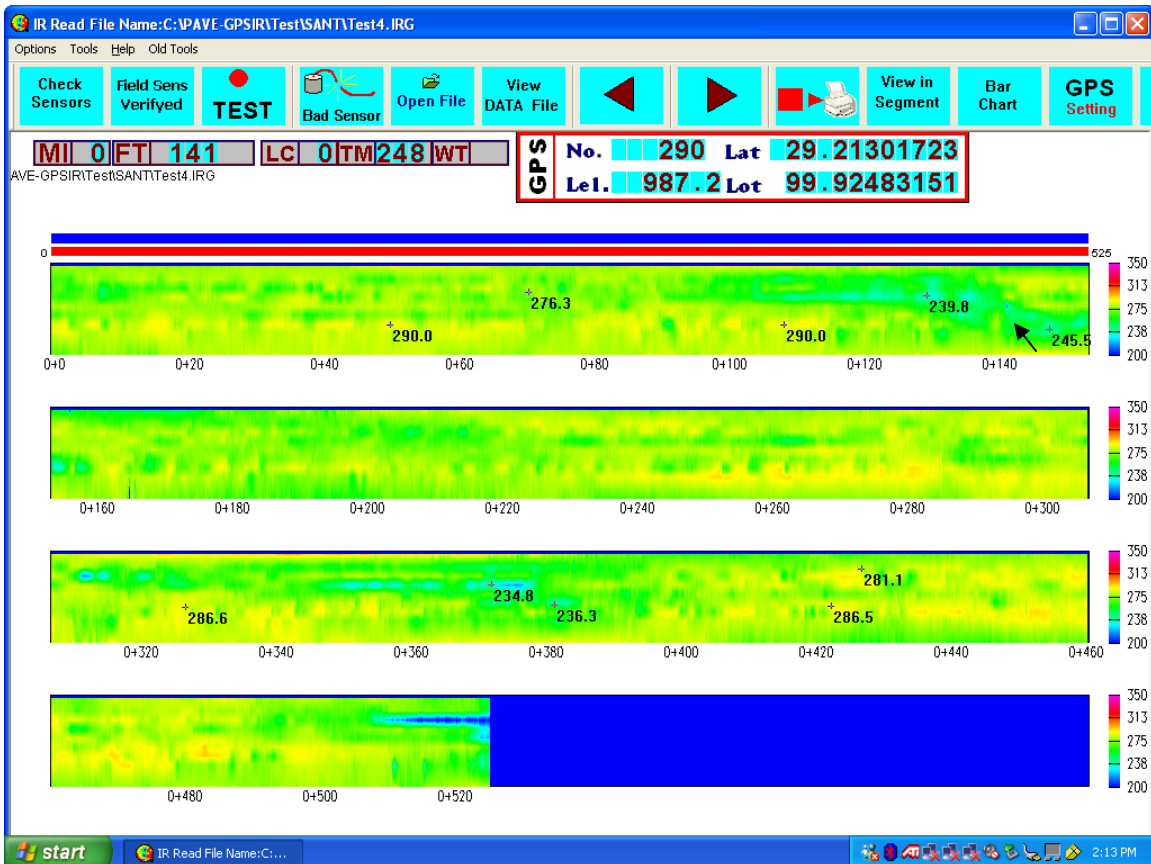 IR Read File Name:C:\PAVE-GPSIR\Test\SANT\Test4.IRG
Options Tools Help Old Tools
Check Sensors
Field Sens Verifyed
TEST
Bad Sensor
Open File
View DATA File
View in Segment
Bar Chart
GPS Setting
MI 0 FT 141 LC 0 TM 248 WT
AVE-GPSIR\Test\SANT\Test4.IRG
GPS
No. 290 Lat 29.21301723
Lel. 987.2 Lot 99.92483151
0 525
350
313
275
238
200
276.3
239.8
290.0
290.0
245.5
0+0 0+20 0+40 0+60 0+80 0+100 0+120 0+140
350
313
275
238
200
0+160 0+180 0+200 0+220 0+240 0+260 0+280 0+300
350
313
275
238
200
281.1
234.8
286.6
236.3
286.5
0+320 0+340 0+360 0+380 0+400 0+420 0+440 0+460
350
313
275
238
200
0+480 0+500 0+520
start
IR Read File Name:C:...
ATI
2:13 PM